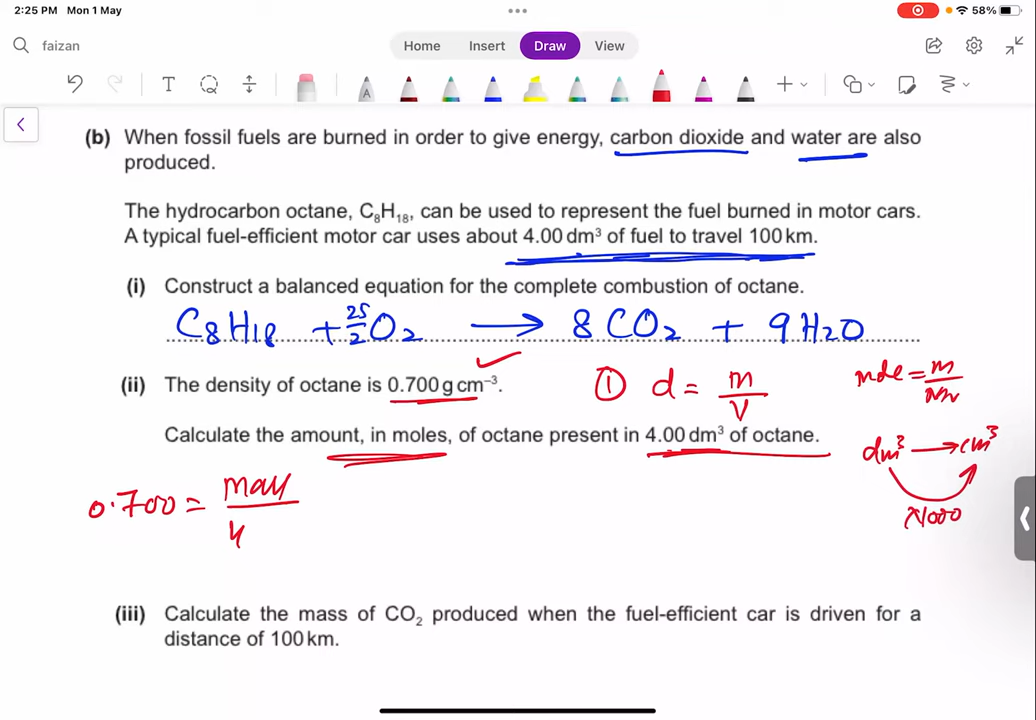 2:25 PM Mon 1 May
58%
faizan
Home Insert Draw View
(b) When fossil fuels are burned in order to give energy, carbon dioxide and water are also
produced.
The hydrocarbon octane, C₈H₁₈, can be used to represent the fuel burned in motor cars.
A typical fuel-efficient motor car uses about 4.00 dm³ of fuel to travel 100 km.
(i) Construct a balanced equation for the complete combustion of octane.
C₈H₁₈ + 25/2 O₂ → 8CO₂ + 9H₂O
(ii) The density of octane is 0.700 g cm⁻³.
① d = m/V
mole = m/Mr
Calculate the amount, in moles, of octane present in 4.00 dm³ of octane.
dm³ → cm³
×1000
0.700 = mass/4
(iii) Calculate the mass of CO₂ produced when the fuel-efficient car is driven for a
distance of 100 km.